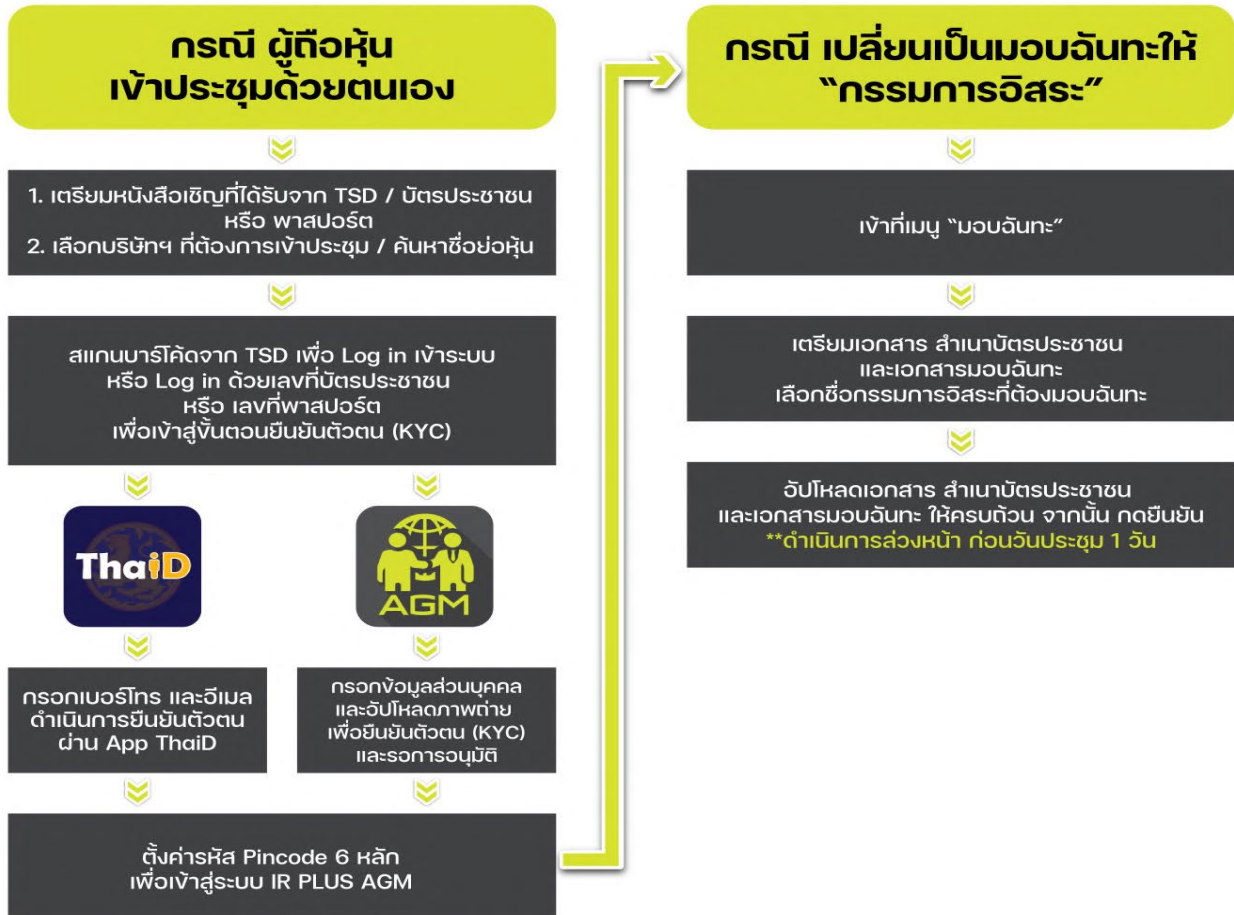 กรณี ผู้ถือหุ้น
เข้าประชุมด้วยตนเอง
1. เตรียมหนังสือเชิญที่ได้รับจาก TSD / บัตรประชาชน
หรือ พาสปอร์ต
2. เลือกบริษัทฯ ที่ต้องการเข้าประชุม / ค้นหาชื่อย่อหุ้น
สแกนบาร์โค้ดจาก TSD เพื่อ Log in เข้าระบบ
หรือ Log in ด้วยเลขที่บัตรประชาชน
หรือ เลขที่พาสปอร์ต
เพื่อเข้าสู่ขั้นตอนยืนยันตัวตน (KYC)
ThaiD
AGM
กรอกเบอร์โทร และอีเมล
ดำเนินการยืนยันตัวตน
ผ่าน App ThaiD
กรอกข้อมูลส่วนบุคคล
และอัปโหลดภาพถ่าย
เพื่อยืนยันตัวตน (KYC)
และรอการอนุมัติ
ตั้งค่ารหัส Pincode 6 หลัก
เพื่อเข้าสู่ระบบ IR PLUS AGM
กรณี เปลี่ยนเป็นมอบฉันทะให้
“กรรมการอิสระ”
เข้าที่เมนู “มอบฉันทะ”
เตรียมเอกสาร สำเนาบัตรประชาชน
และเอกสารมอบฉันทะ
เลือกชื่อกรรมการอิสระที่ต้องมอบฉันทะ
อัปโหลดเอกสาร สำเนาบัตรประชาชน
และเอกสารมอบฉันทะ ให้ครบถ้วน จากนั้น กดยืนยัน
**ดำเนินการล่วงหน้า ก่อนวันประชุม 1 วัน